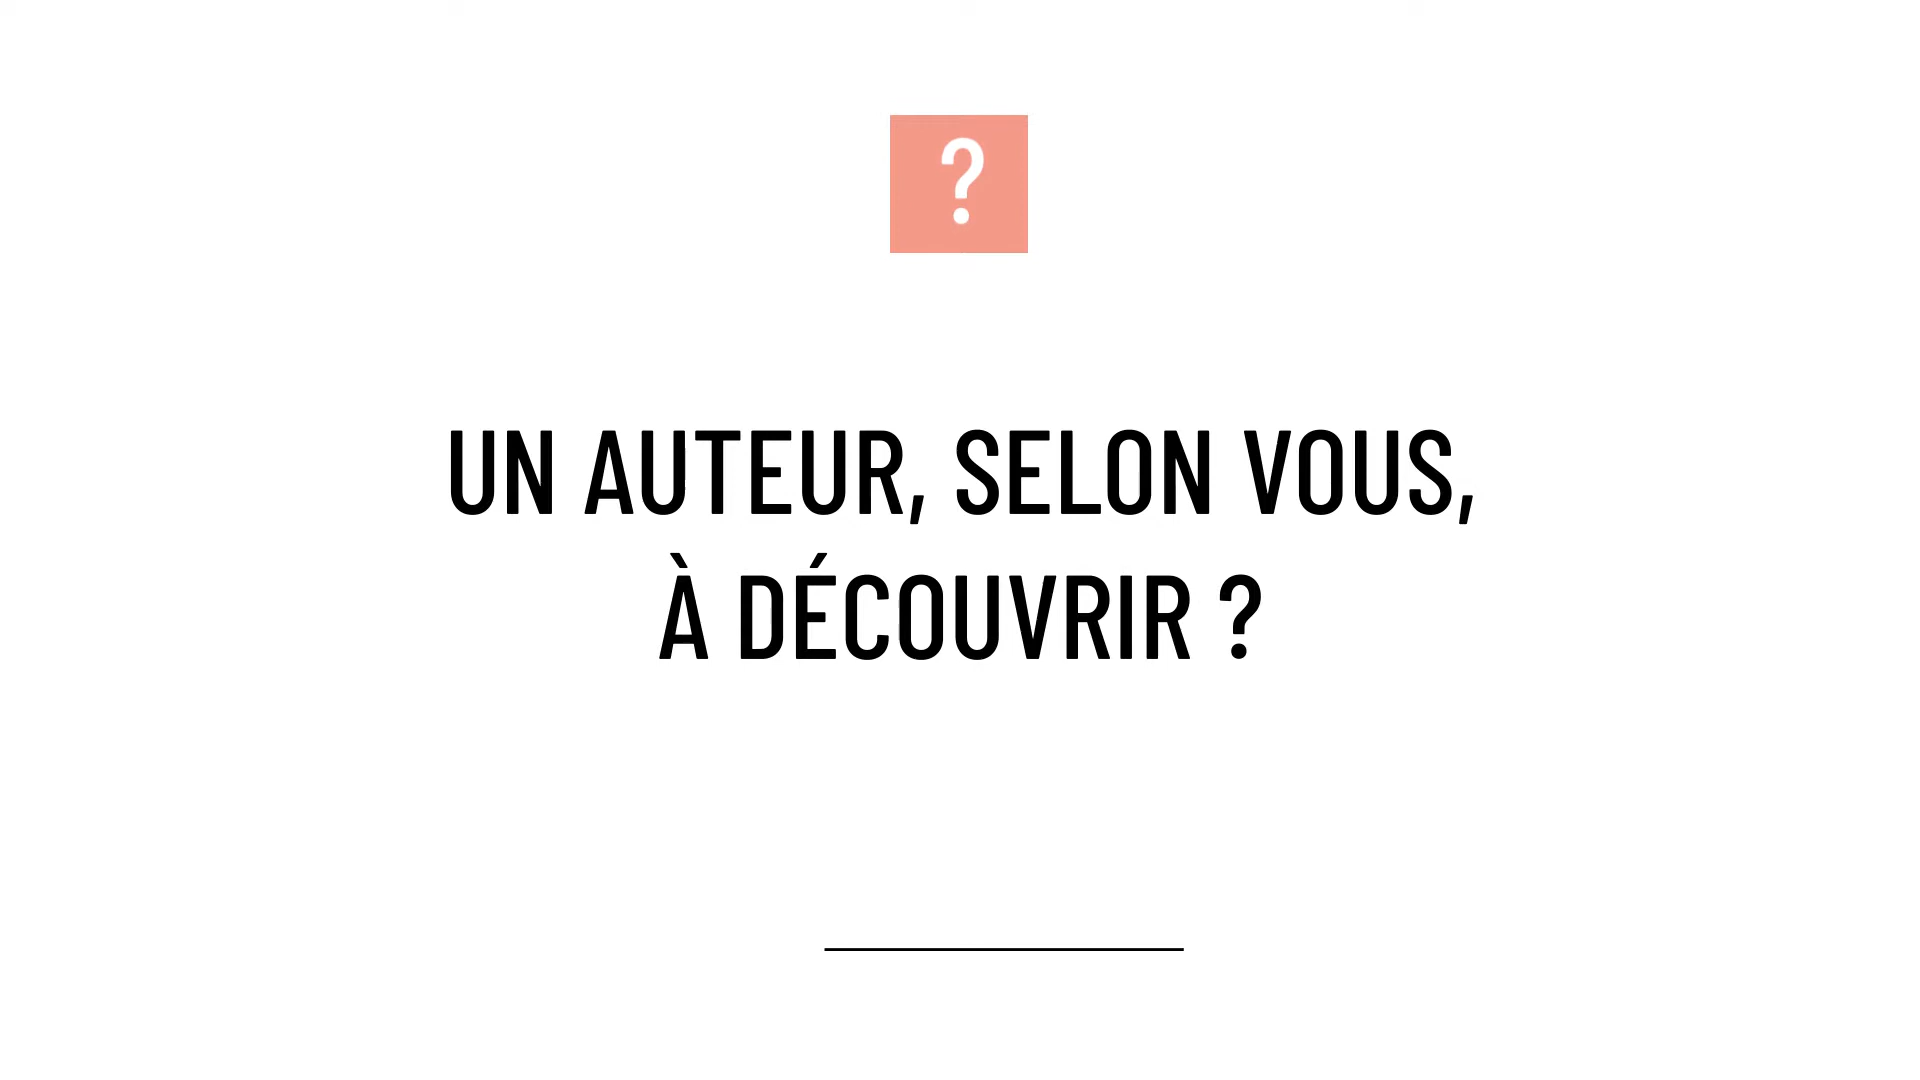 ?
UN AUTEUR, SELON VOUS,
À DÉCOUVRIR ?